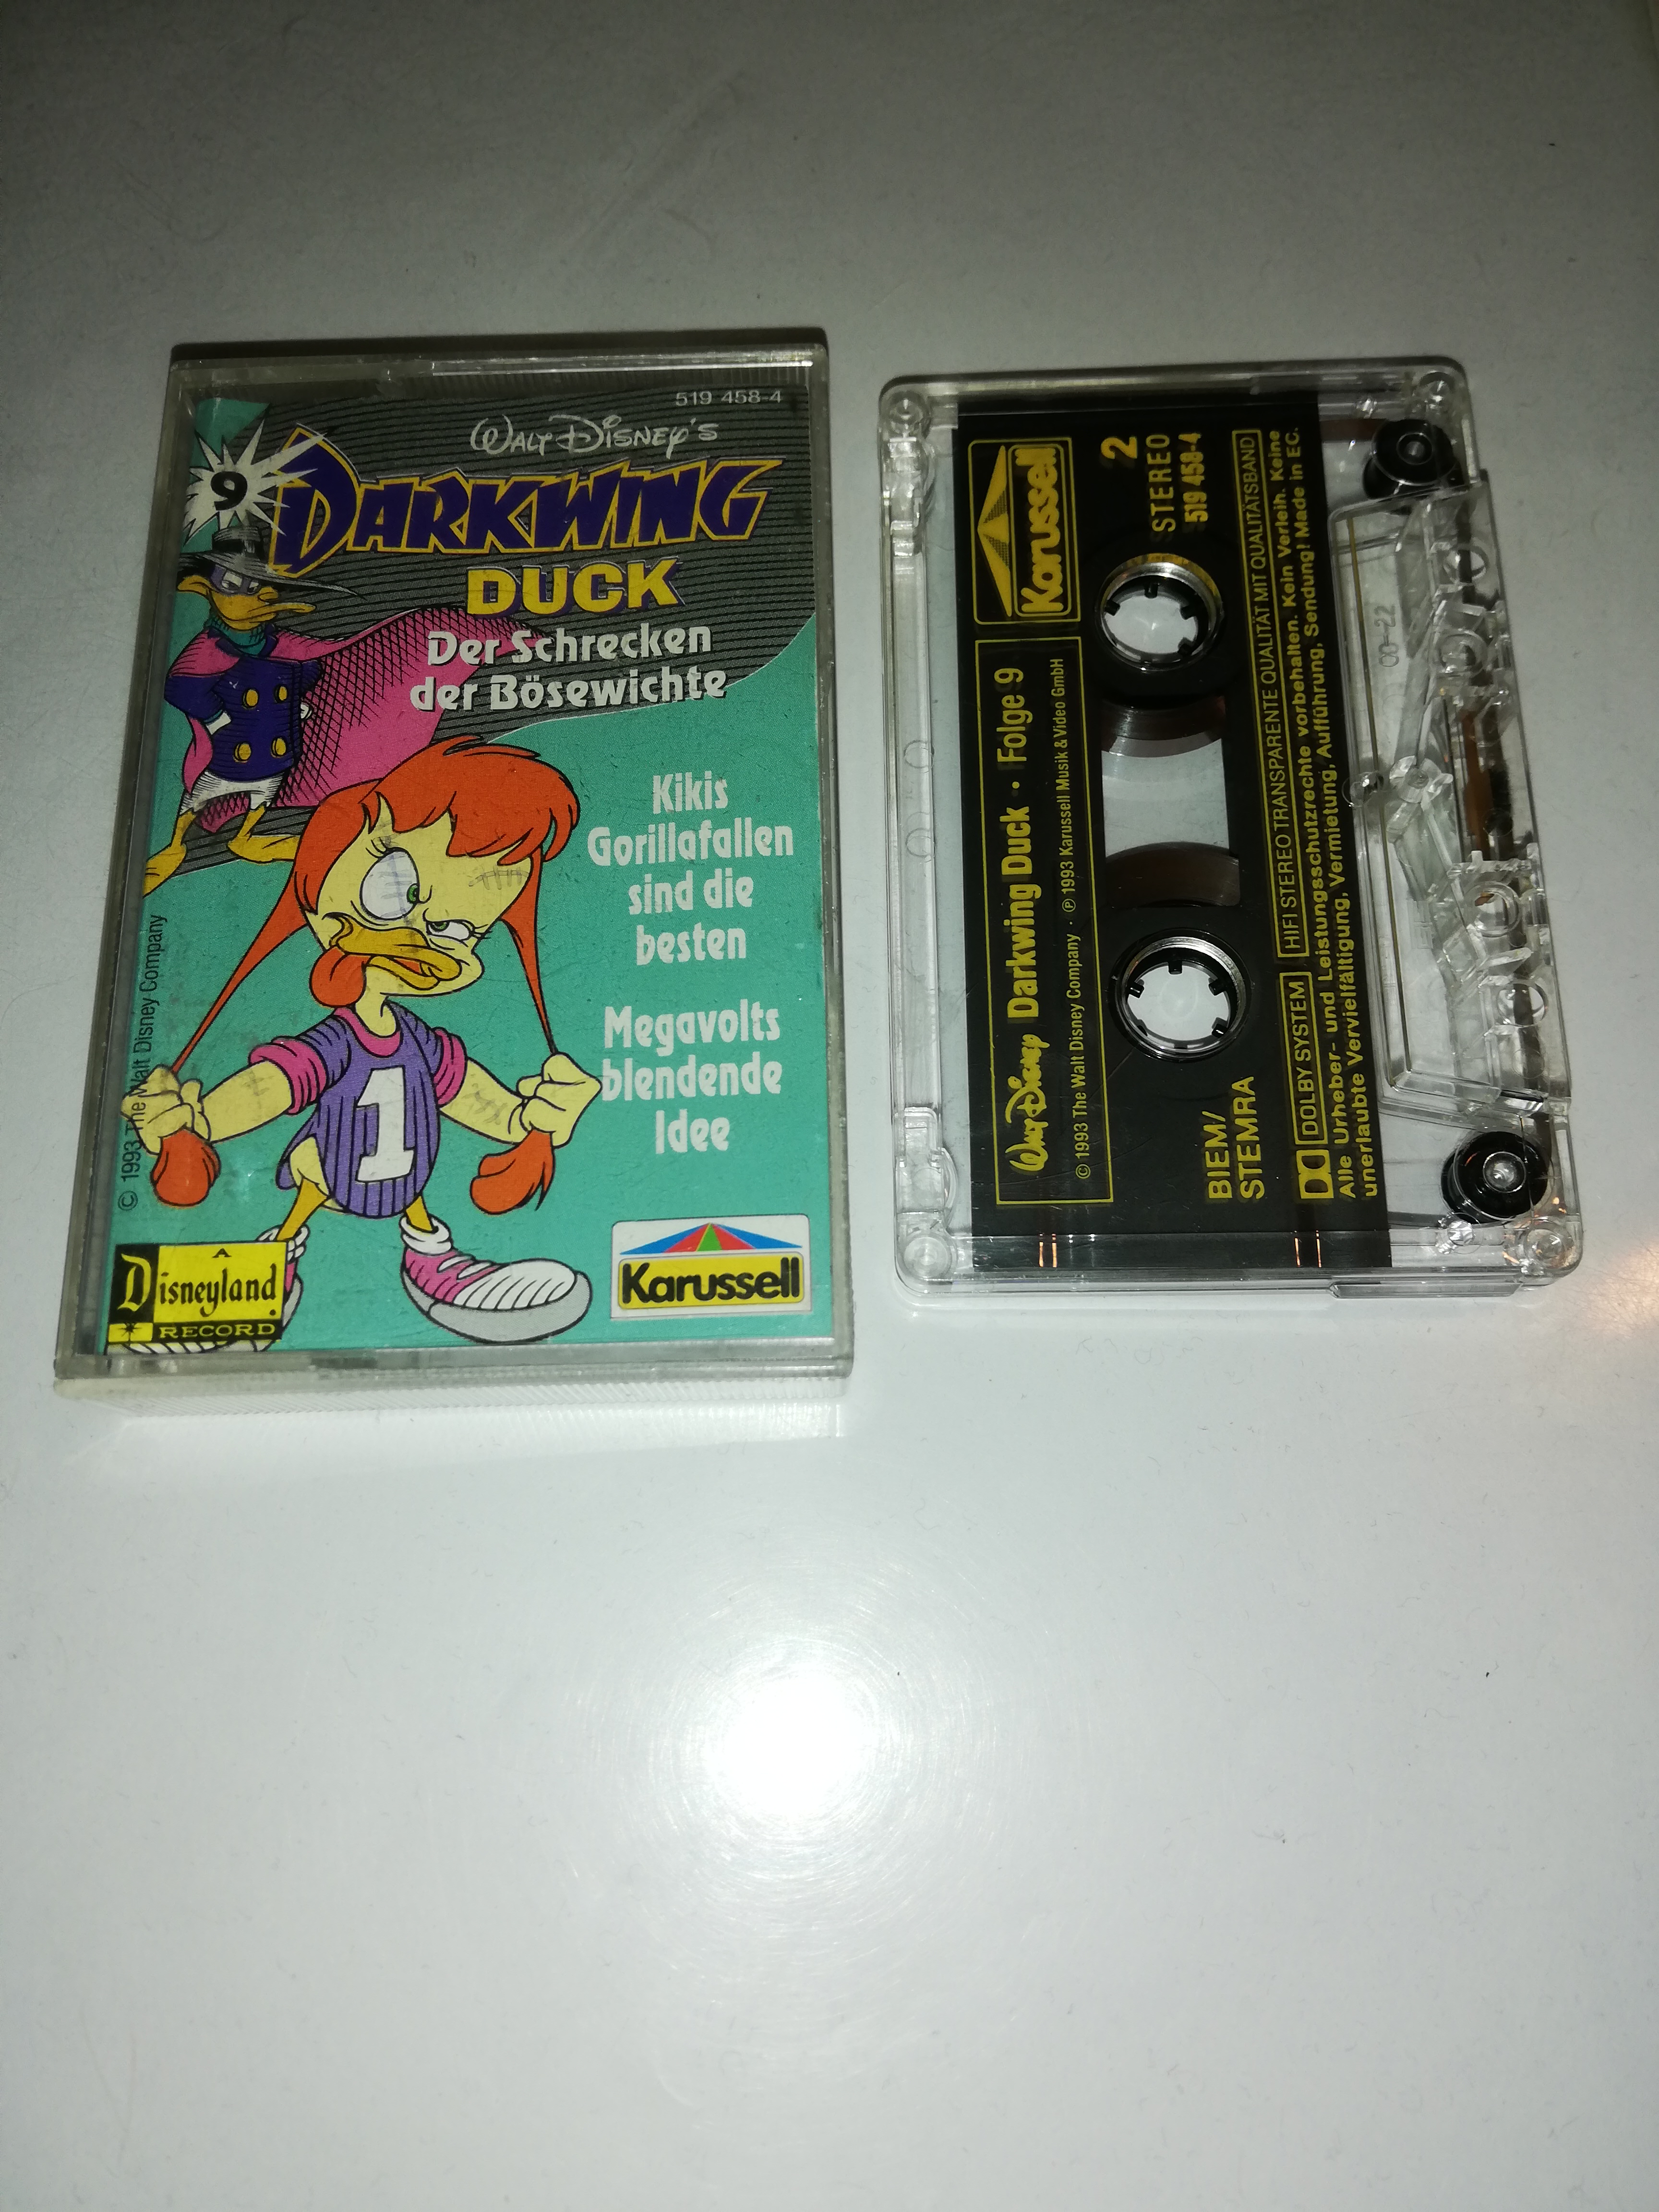 519 458-4
WALT DISNEY'S
9
DARKWING
DUCK
Der Schrecken
der Bösewichte
Kikis
Gorillafallen
sind die
besten
Megavolts
blendende
Idee
1
© 1993 The Walt Disney Company
A
Disneyland
RECORD
Karussell
Karussell
2
STEREO
519 458-4
Walt Disney Darkwing Duck · Folge 9
© 1993 The Walt Disney Company · ℗ 1993 Karussell Musik & Video GmbH
BIEM/
STEMRA
DOLBY SYSTEM HIFI STEREO TRANSPARENTE QUALITÄT MIT QUALITÄTSBAND
Alle Urheber- und Leistungsschutzrechte vorbehalten. Kein Verleih. Keine
unerlaubte Vervielfältigung, Vermietung, Aufführung, Sendung! Made in EC.